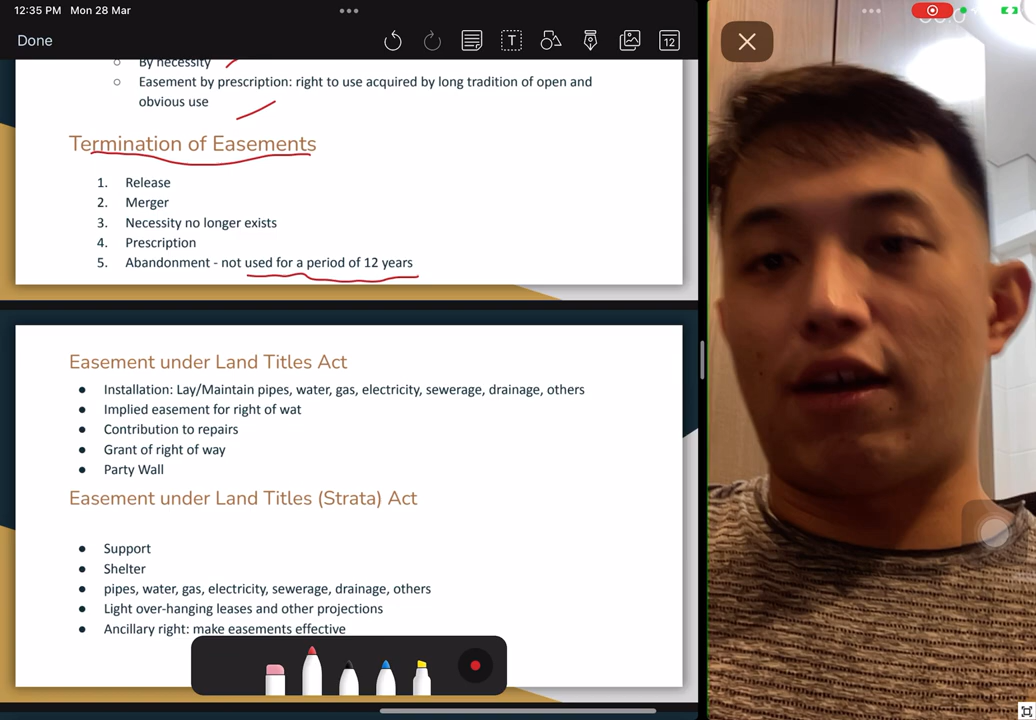 12:35 PM Mon 28 Mar
Done
T
12
By necessity
Easement by prescription: right to use acquired by long tradition of open and
obvious use
Termination of Easements
1. Release
2. Merger
3. Necessity no longer exists
4. Prescription
5. Abandonment - not used for a period of 12 years
Easement under Land Titles Act
Installation: Lay/Maintain pipes, water, gas, electricity, sewerage, drainage, others
Implied easement for right of wat
Contribution to repairs
Grant of right of way
Party Wall
Easement under Land Titles (Strata) Act
Support
Shelter
pipes, water, gas, electricity, sewerage, drainage, others
Light over-hanging leases and other projections
Ancillary right: make easements effective